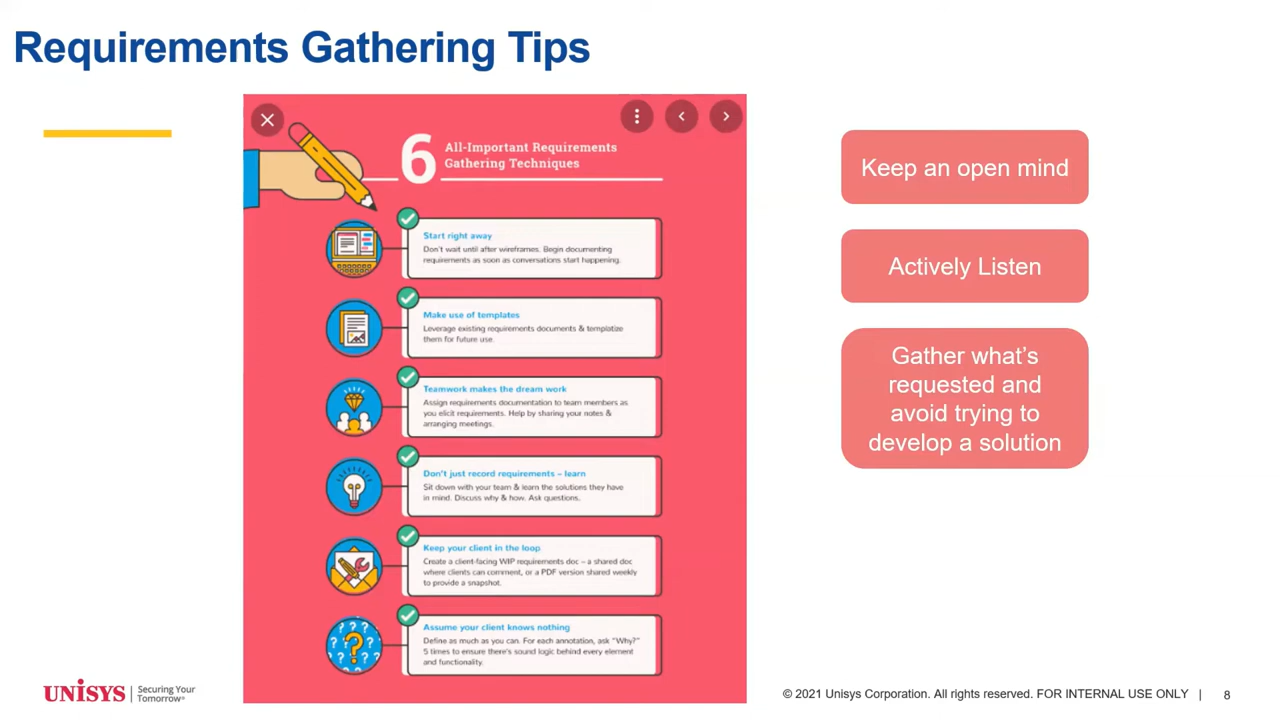 Requirements Gathering Tips
6
All-Important Requirements
Gathering Techniques
Start right away
Don't wait until after wireframes. Begin documenting
requirements as soon as conversations start happening.
Make use of templates
Leverage existing requirements documents & templatize
them for future use.
Teamwork makes the dream work
Assign requirements documentation to team members as
you elicit requirements. Help by sharing your notes &
arranging meetings.
Don't just record requirements – learn
Sit down with your team & learn the solutions they have
in mind. Discuss why & how. Ask questions.
Keep your client in the loop
Create a client-facing WIP requirements doc – a shared doc
where clients can comment, or a PDF version shared weekly
to provide a snapshot.
Assume your client knows nothing
Define as much as you can. For each annotation, ask "Why?"
5 times to ensure there's sound logic behind every element
and functionality.
Keep an open mind
Actively Listen
Gather what's
requested and
avoid trying to
develop a solution
UNISYS | Securing Your
Tomorrow®
© 2021 Unisys Corporation. All rights reserved. FOR INTERNAL USE ONLY | 8